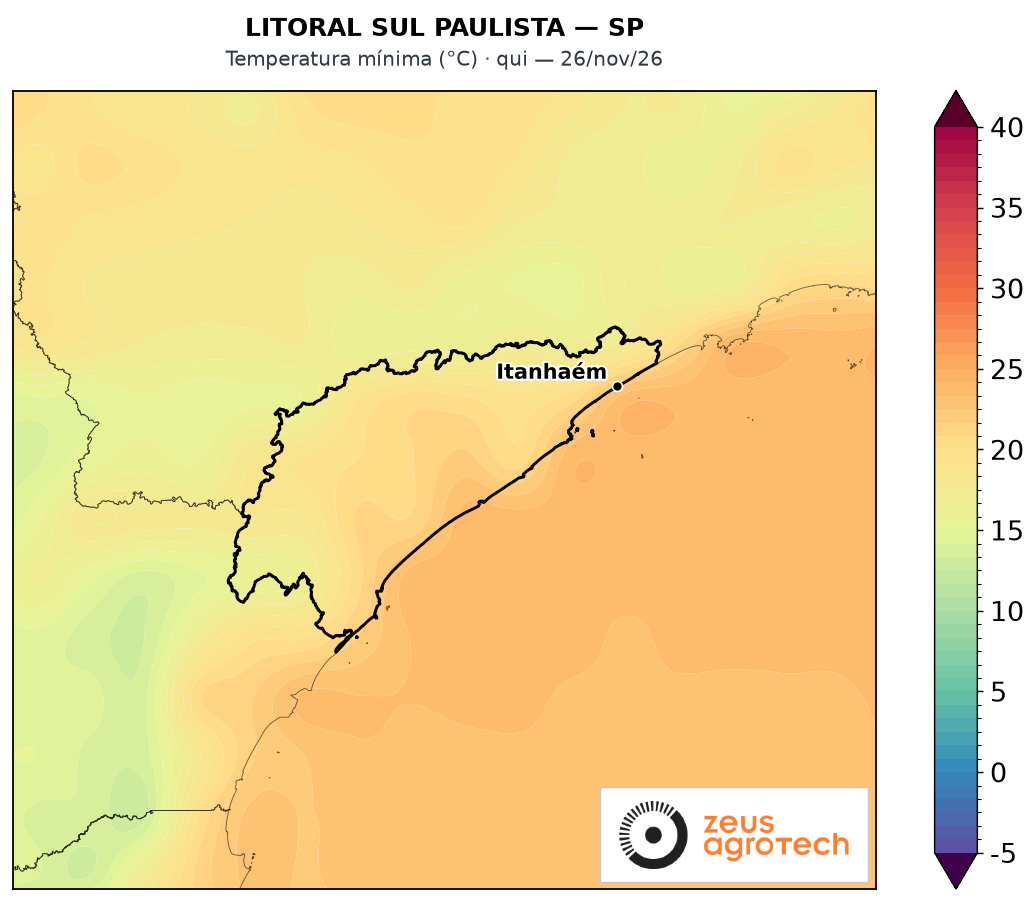 LITORAL SUL PAULISTA — SP
Temperatura mínima (°C) · qui — 26/nov/26
Itanhaém
40
35
30
25
20
15
10
5
0
-5
zeus
agrotech